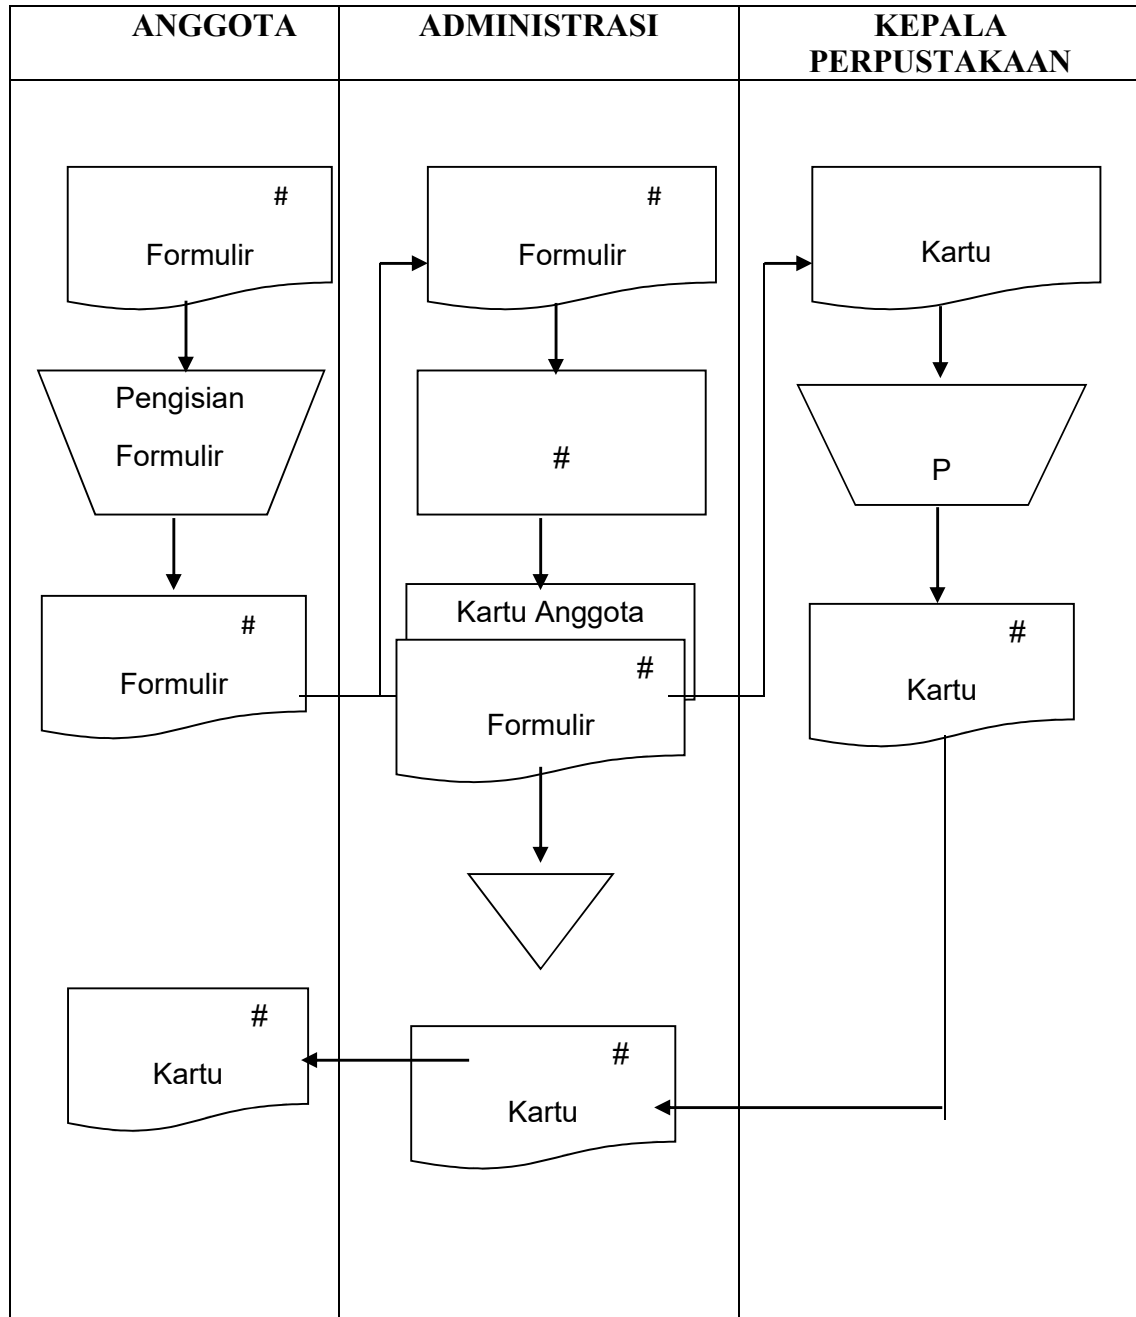 ANGGOTA
ADMINISTRASI
KEPALA
PERPUSTAKAAN
#
Formulir
#
Formulir
Kartu
Pengisian
Formulir
#
P
#
Formulir
Kartu Anggota
#
Formulir
#
Kartu
#
Kartu
#
Kartu